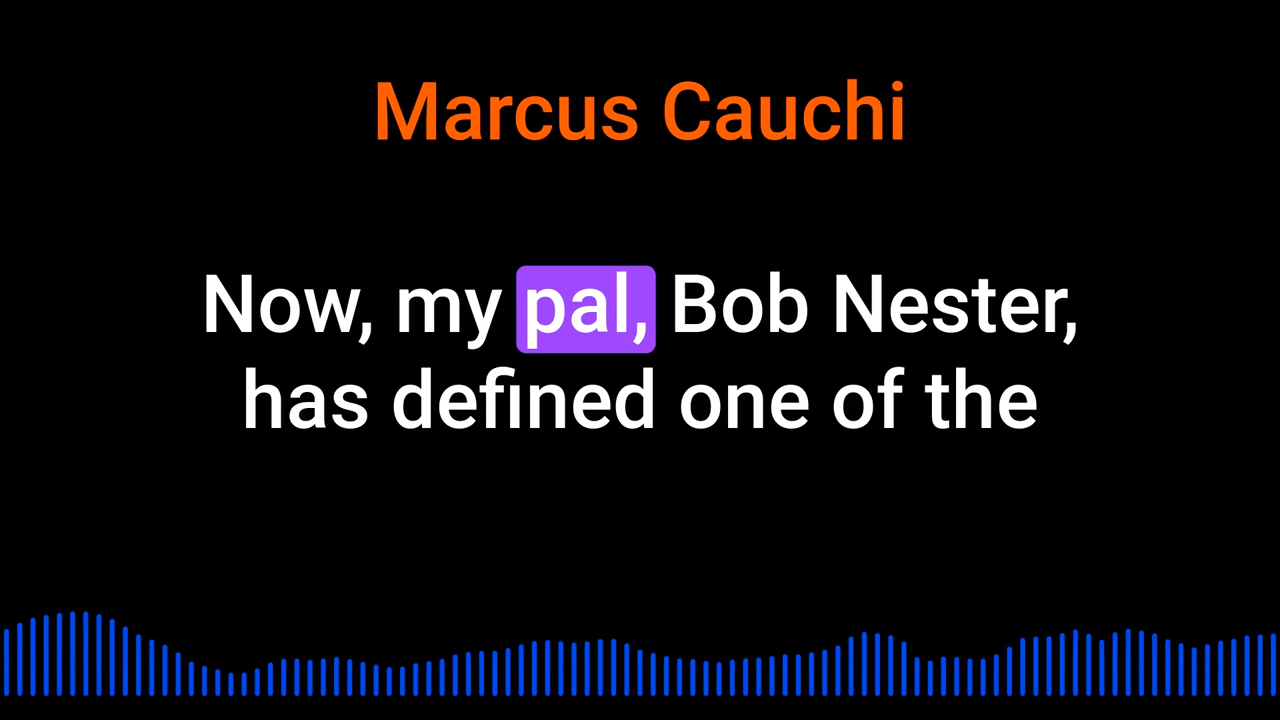 Marcus Cauchi
Now, my pal, Bob Nester,
has defined one of the